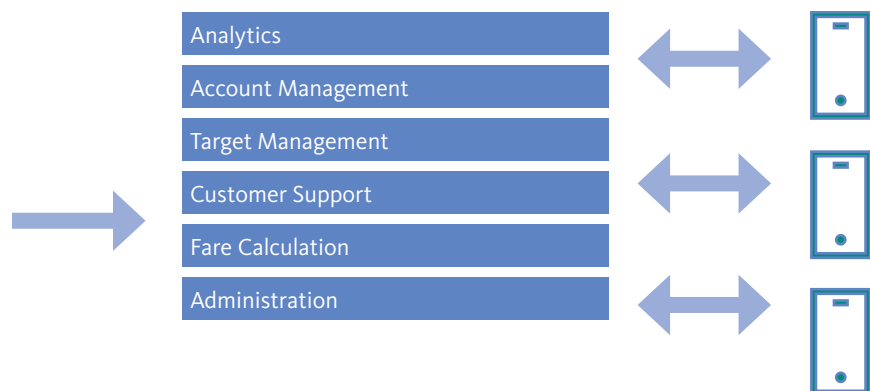 Analytics
Account Management
Target Management
Customer Support
Fare Calculation
Administration